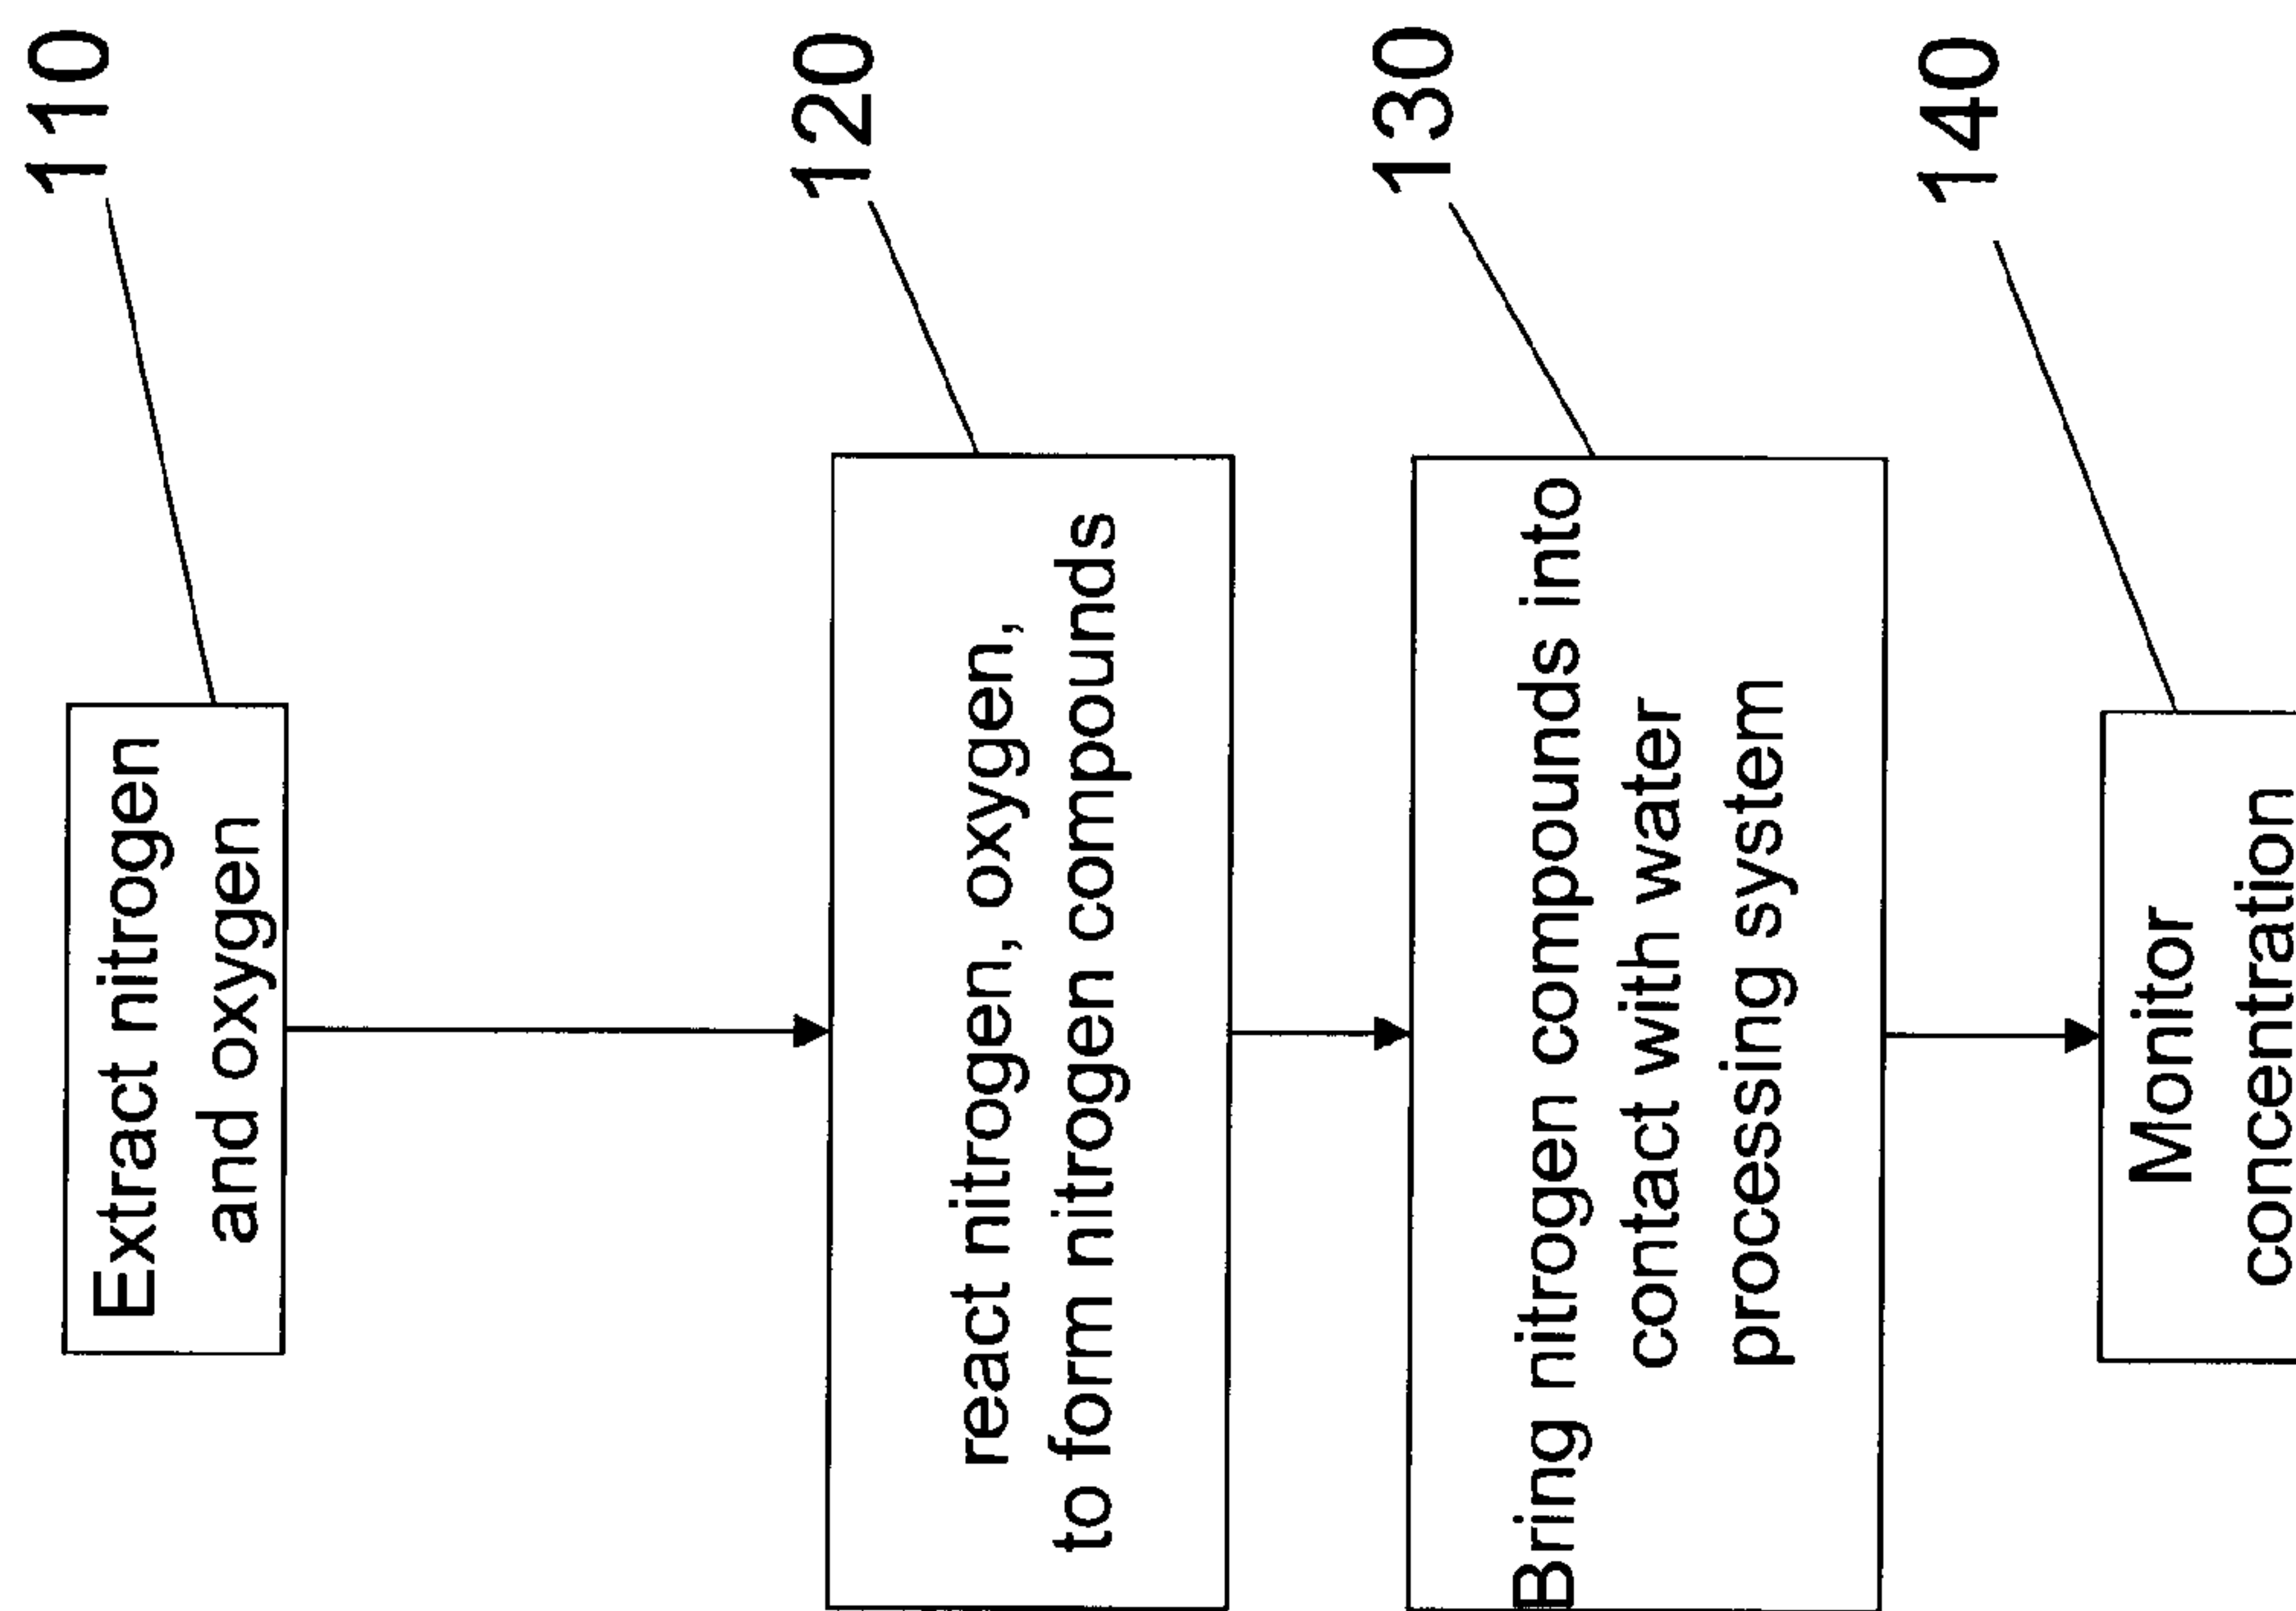 110
Extract nitrogen
and oxygen
120
react nitrogen, oxygen,
to form nitrogen compounds
130
Bring nitrogen compounds into
contact with water
processing system
140
Monitor
concentration